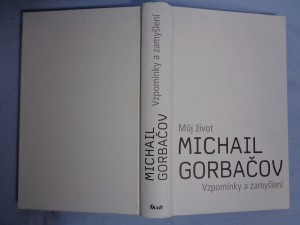 MICHAIL
GORBAČOV
Vzpomínky a zamyšlení
IKAR
Můj život
MICHAIL
GORBAČOV
Vzpomínky a zamyšlení